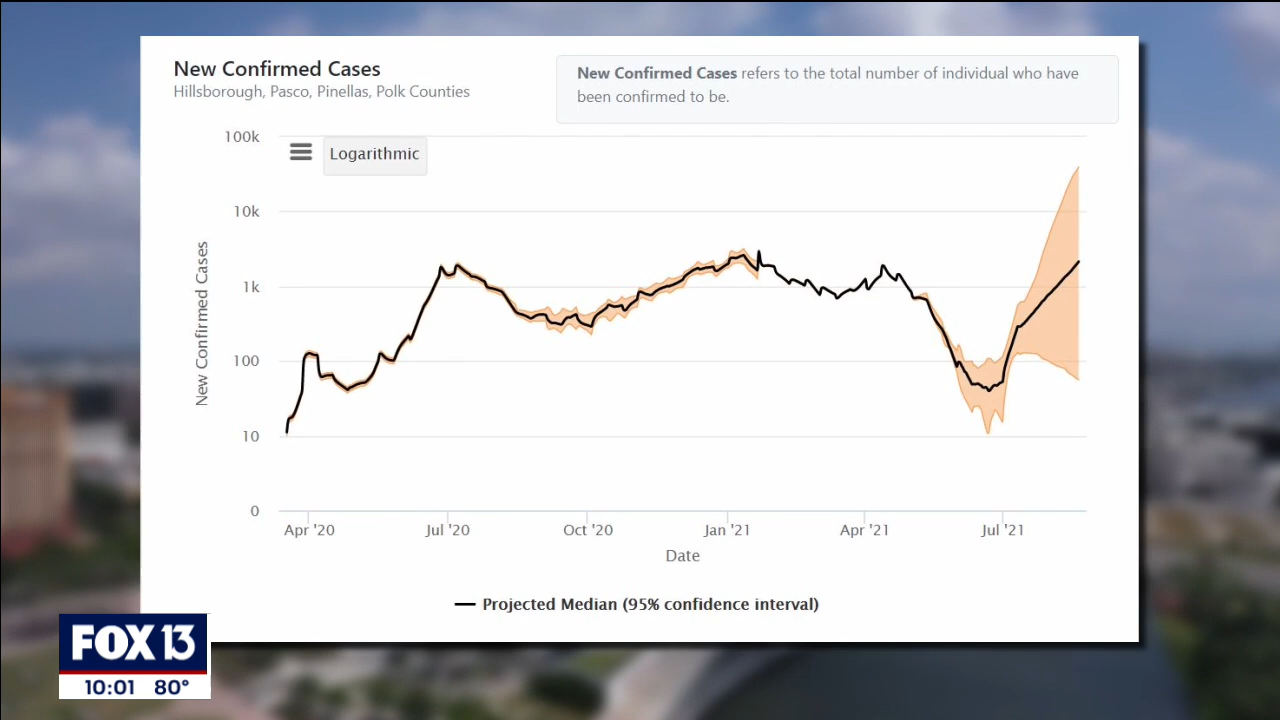 New Confirmed Cases
Hillsborough, Pasco, Pinellas, Polk Counties
New Confirmed Cases refers to the total number of individual who have
been confirmed to be.
Logarithmic
100k
10k
1k
100
10
0
New Confirmed Cases
Apr '20
Jul '20
Oct '20
Jan '21
Apr '21
Jul '21
Date
Projected Median (95% confidence interval)
FOX 13
10:01 80°